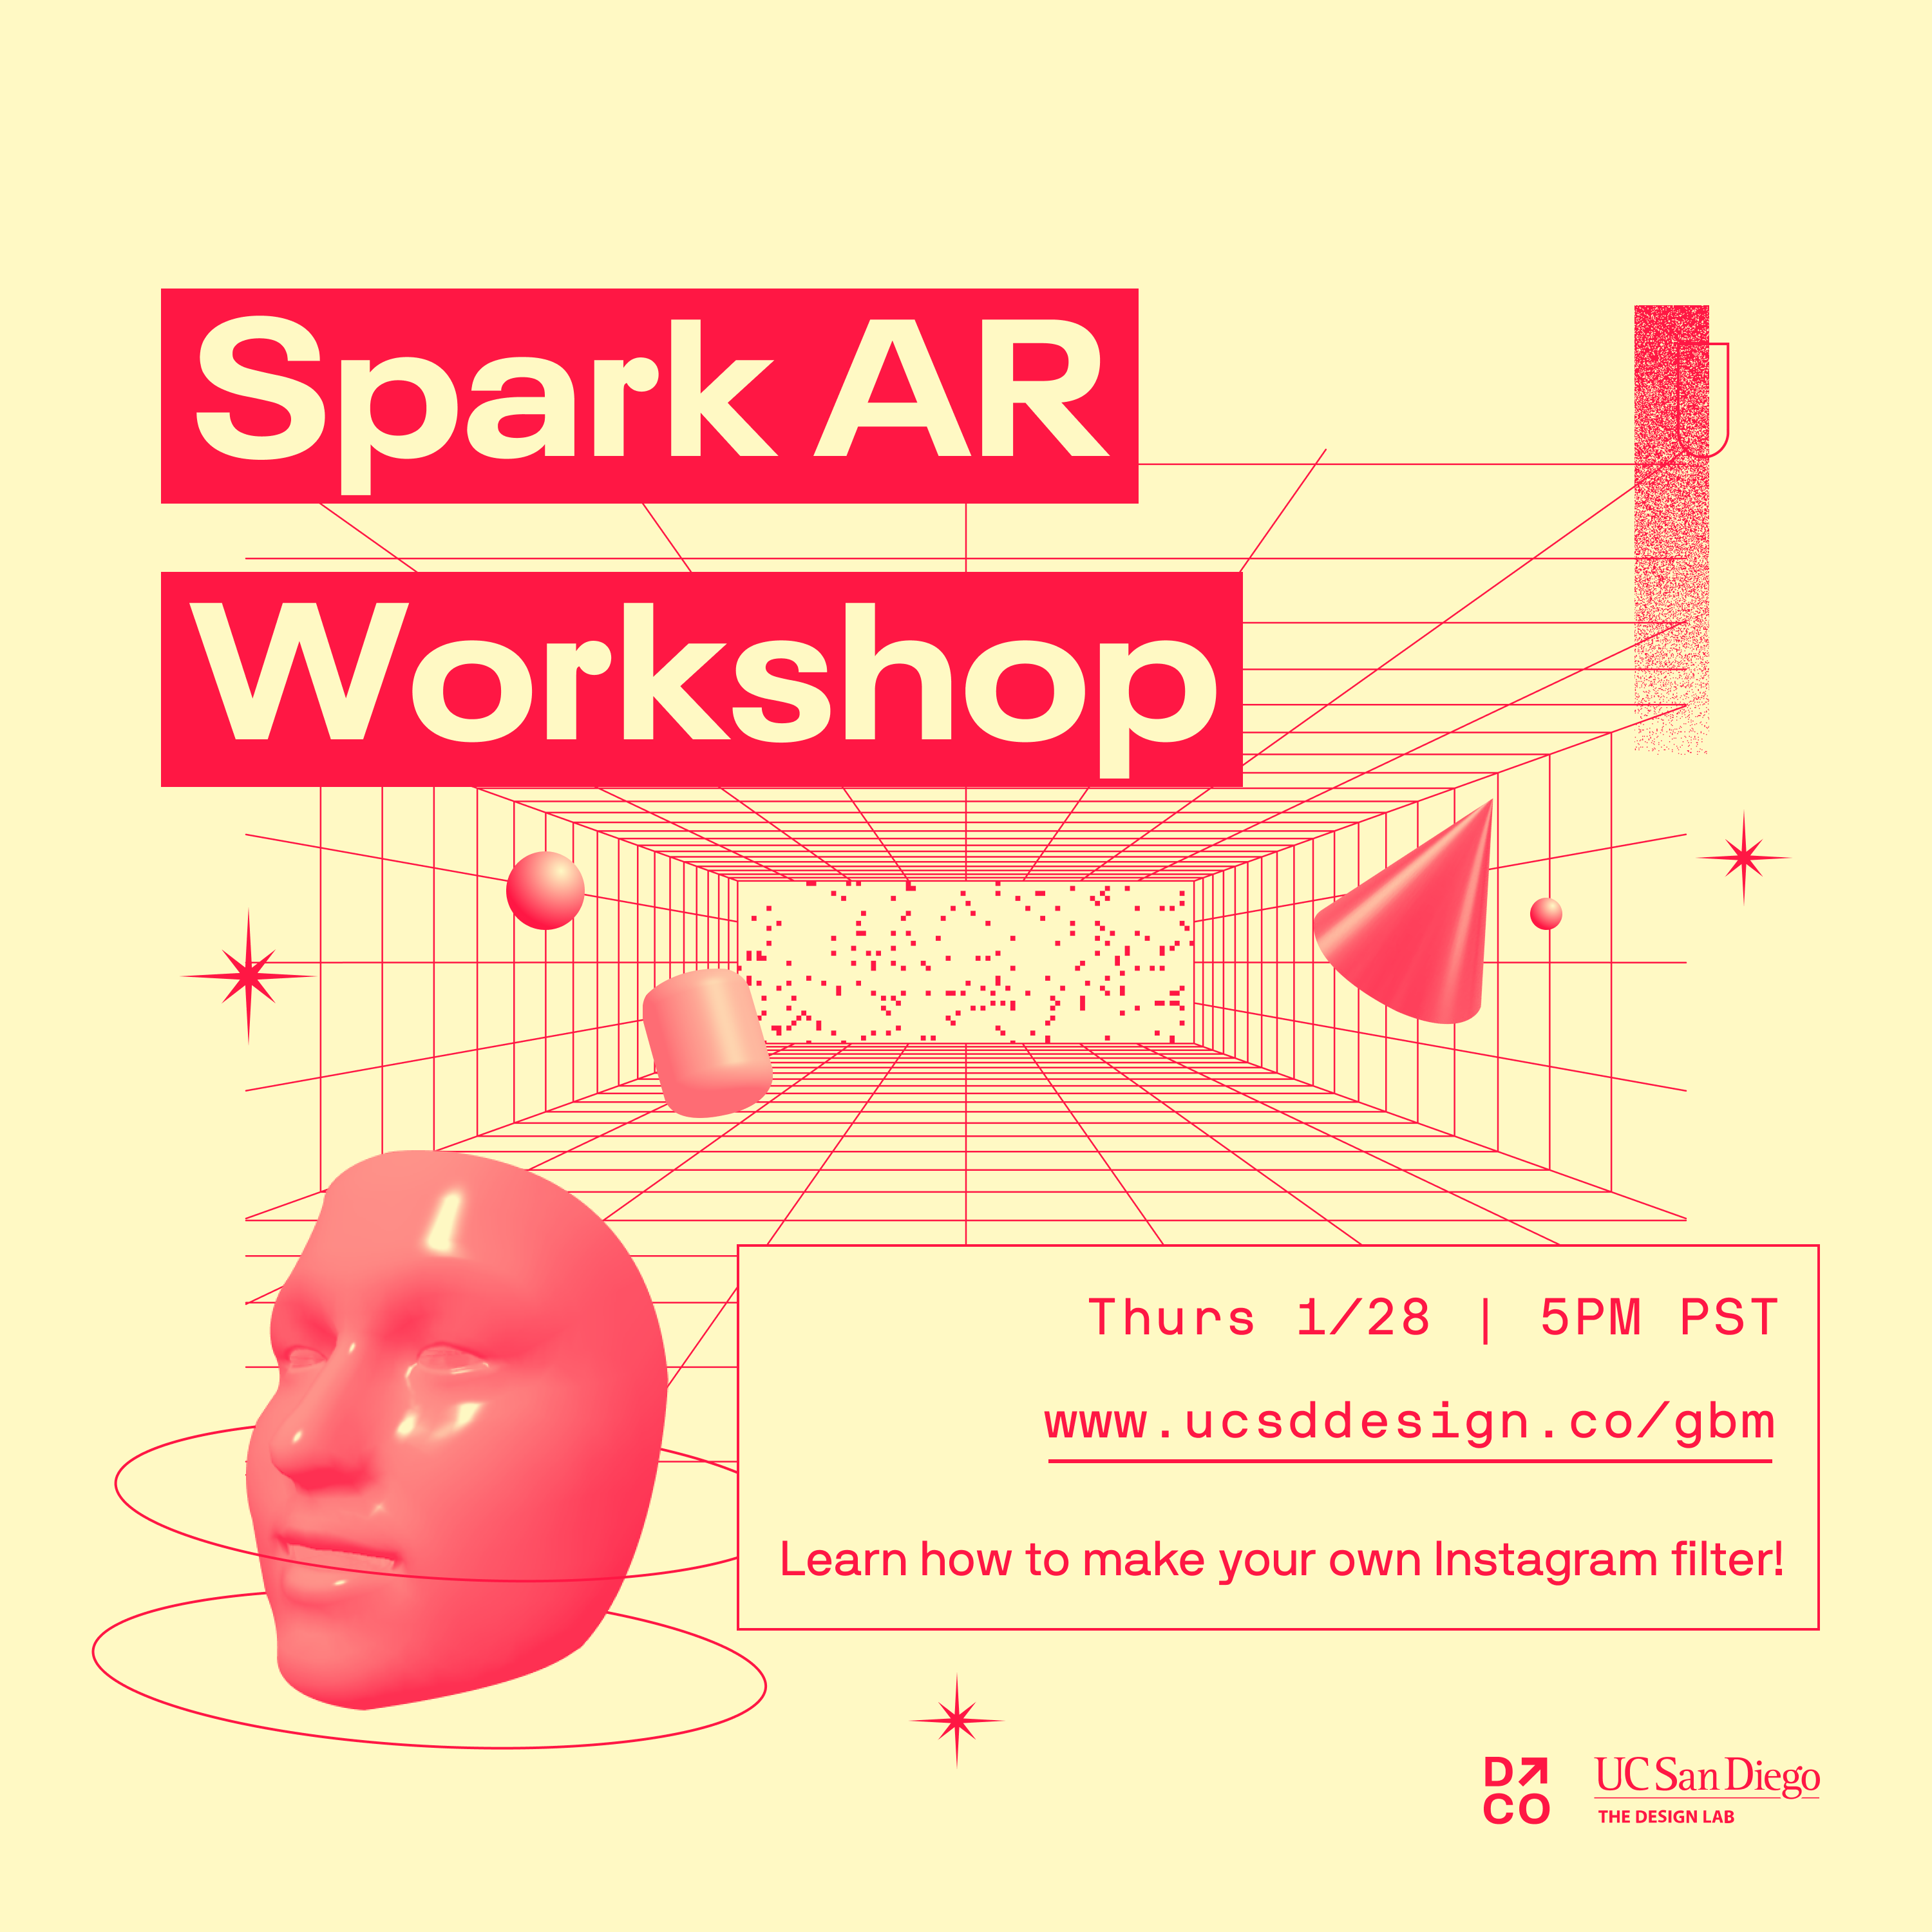 Spark AR
Workshop
Thurs 1/28 | 5PM PST
www.ucsddesign.co/gbm
Learn how to make your own Instagram filter!
D↗
CO
UC San Diego
THE DESIGN LAB